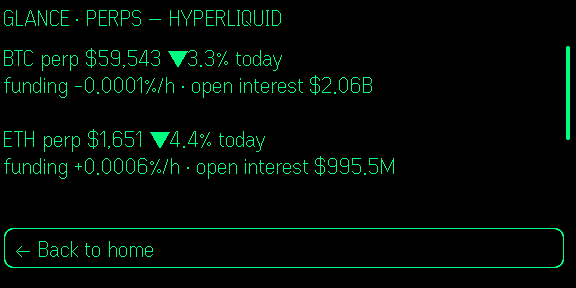 GLANCE · PERPS — HYPERLIQUID
BTC perp $59,543 ▼3.3% today
funding -0.0001%/h · open interest $2.06B
ETH perp $1,651 ▼4.4% today
funding +0.0006%/h · open interest $995.5M
← Back to home